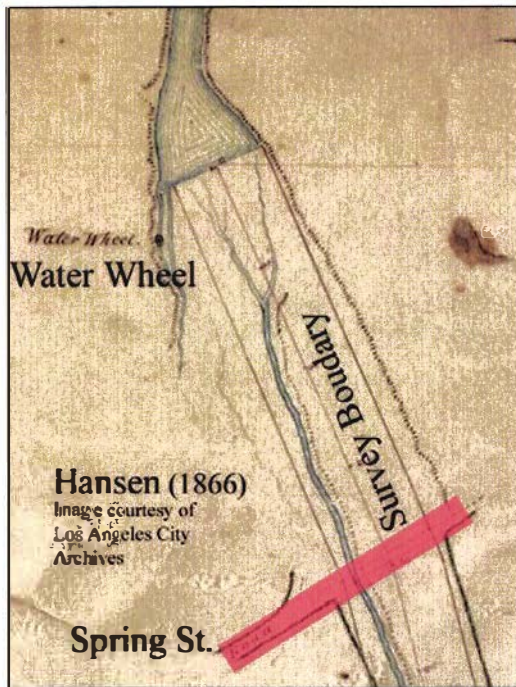 Water Wheel.
Water Wheel
Survey Boudary
Hansen (1866)
Image courtesy of
Los Angeles City
Archives
Spring St.